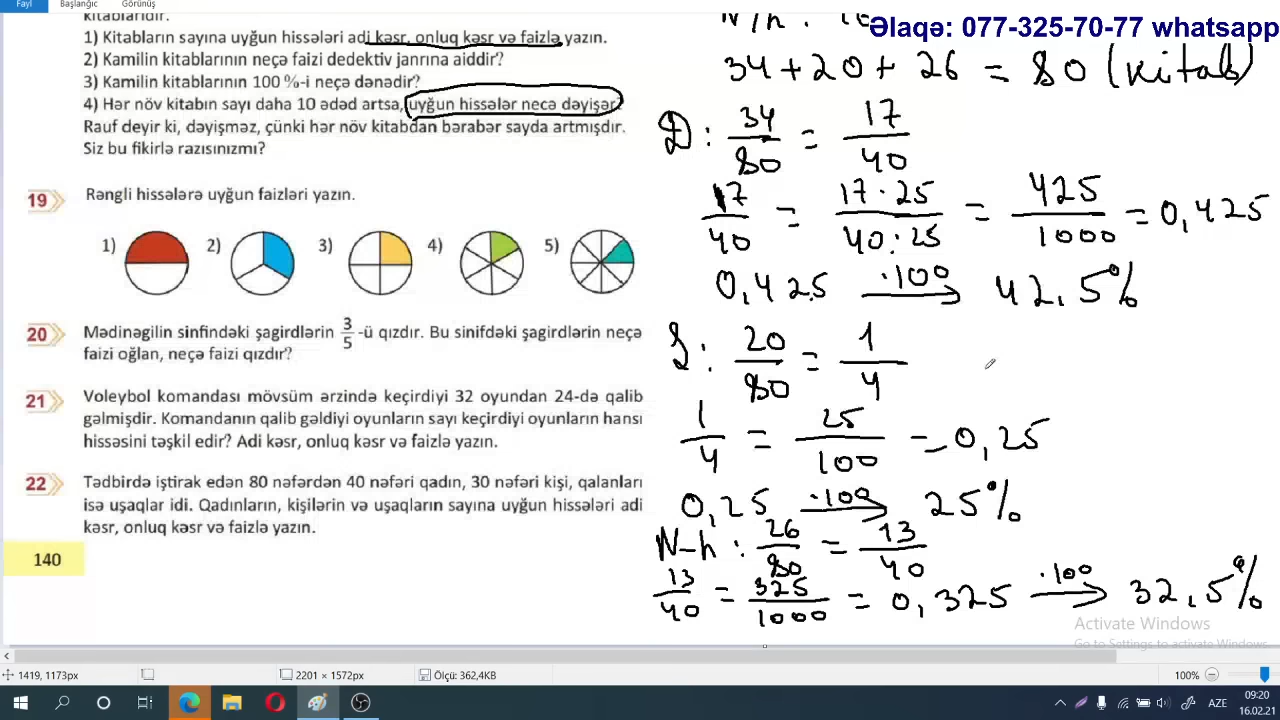 Fayl Başlanğıc Görünüş
kitablarıdır.
1) Kitabların sayına uyğun hissələri adi kəsr, onluq kəsr və faizlə yazın.
2) Kamilin kitablarının neçə faizi dedektiv janrına aiddir?
3) Kamilin kitablarının 100 %-i neçə dənədir?
4) Hər növ kitabın sayı daha 10 ədəd artsa, uyğun hissələr necə dəyişər?
Rauf deyir ki, dəyişməz, çünki hər növ kitabdan bərabər sayda artmışdır.
Siz bu fikirlə razısınızmı?
19 Rəngli hissələrə uyğun faizləri yazın.
1) 2) 3) 4) 5)
20 Mədinəgilin sinfindəki şagirdlərin 3/5 -ü qızdır. Bu sinifdəki şagirdlərin neçə
faizi oğlan, neçə faizi qızdır?
21 Voleybol komandası mövsüm ərzində keçirdiyi 32 oyundan 24-də qalib
gəlmişdir. Komandanın qalib gəldiyi oyunların sayı keçirdiyi oyunların hansı
hissəsini təşkil edir? Adi kəsr, onluq kəsr və faizlə yazın.
22 Tədbirdə iştirak edən 80 nəfərdən 40 nəfəri qadın, 30 nəfəri kişi, qalanları
isə uşaqlar idi. Qadınların, kişilərin və uşaqların sayına uyğun hissələri adi
kəsr, onluq kəsr və faizlə yazın.
140
Əlaqə: 077-325-70-77 whatsapp
34+20+26 = 80 (kitab)
D: 34/80 = 17/40
17/40 = 17·25/40·25 = 425/1000 = 0,425
0,425 ·100 → 42,5%
Ş: 20/80 = 1/4
1/4 = 25/100 = 0,25
0,25 ·100 → 25%
N-h: 26/80 = 13/40
13/40 = 325/1000 = 0,325 ·100 → 32,5%
Activate Windows
Go to Settings to activate Windows.
1419, 1173px 2201 × 1572px Ölçü: 362,4KB 100%
AZE 09:20
16.02.21